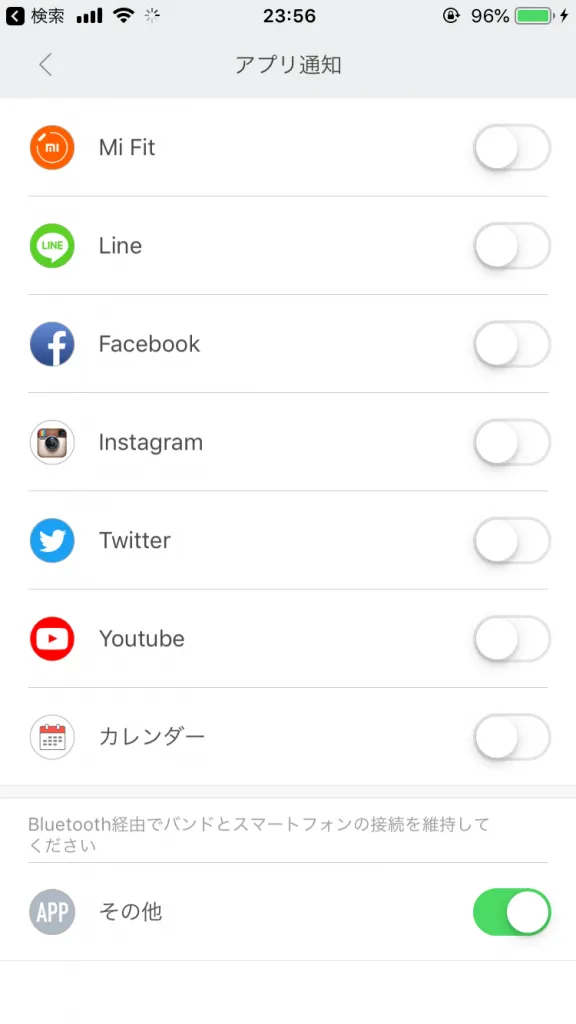 検索 23:56 96%
アプリ通知
mi Mi Fit
LINE Line
Facebook
Instagram
Twitter
Youtube
カレンダー
Bluetooth経由でバンドとスマートフォンの接続を維持して
ください
APP その他